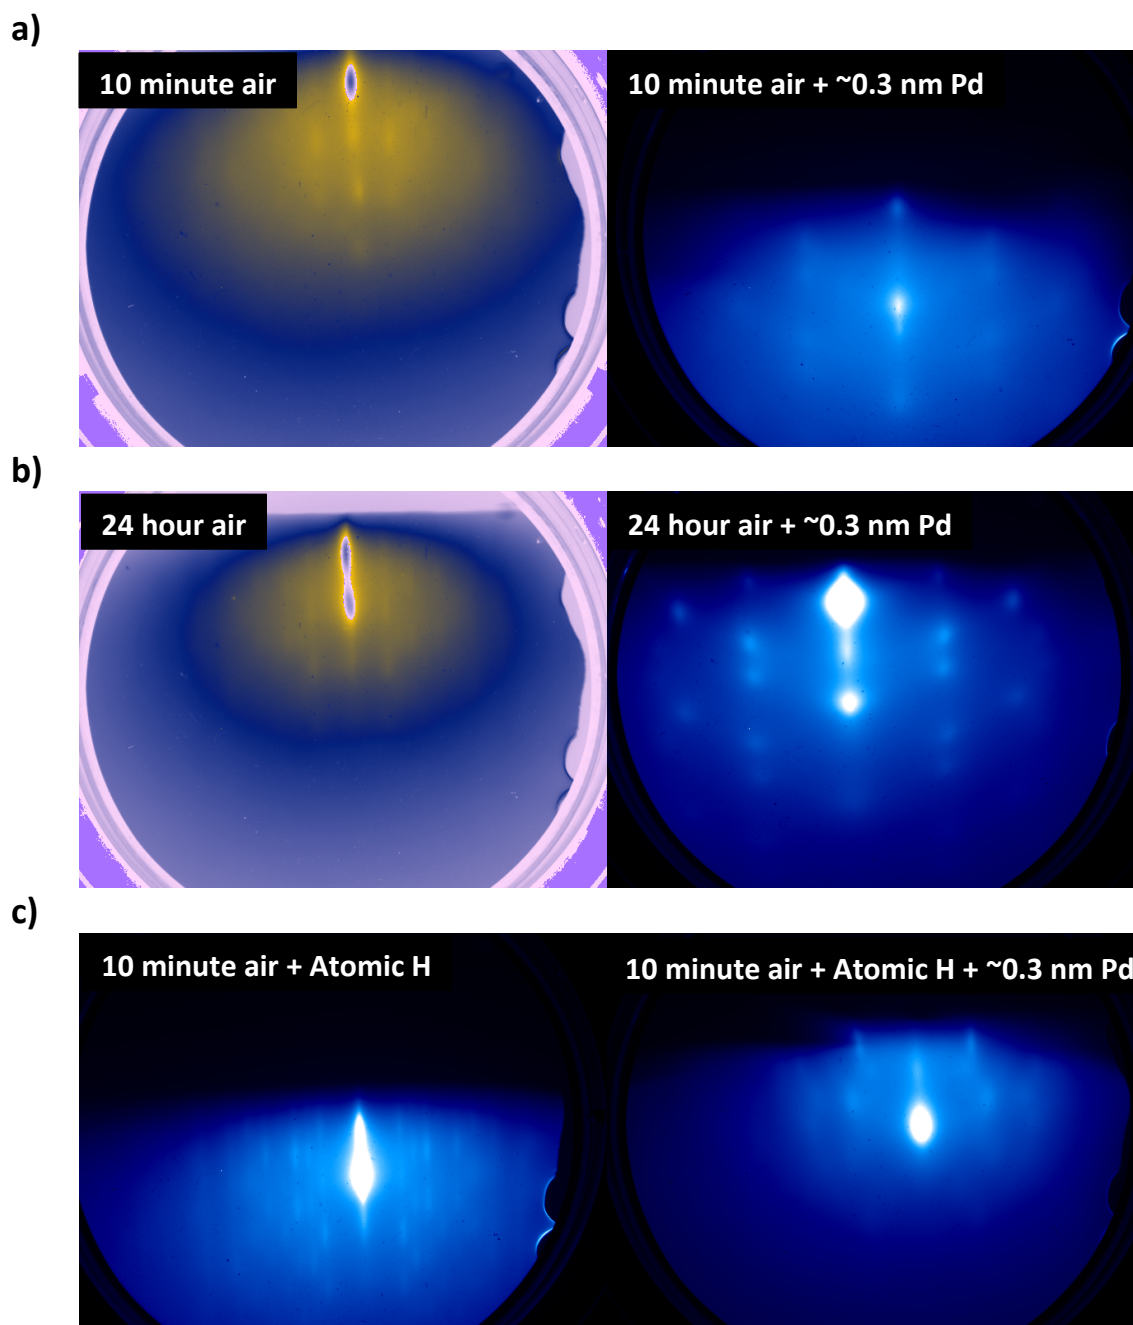 a)
10 minute air
10 minute air + ~0.3 nm Pd
b)
24 hour air
24 hour air + ~0.3 nm Pd
c)
10 minute air + Atomic H
10 minute air + Atomic H + ~0.3 nm Pd